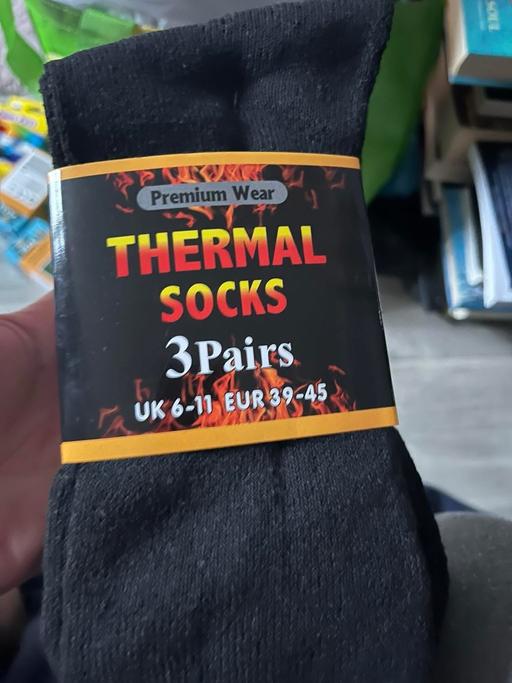 Premium Wear
THERMAL
SOCKS
3Pairs
UK 6-11 EUR 39-45